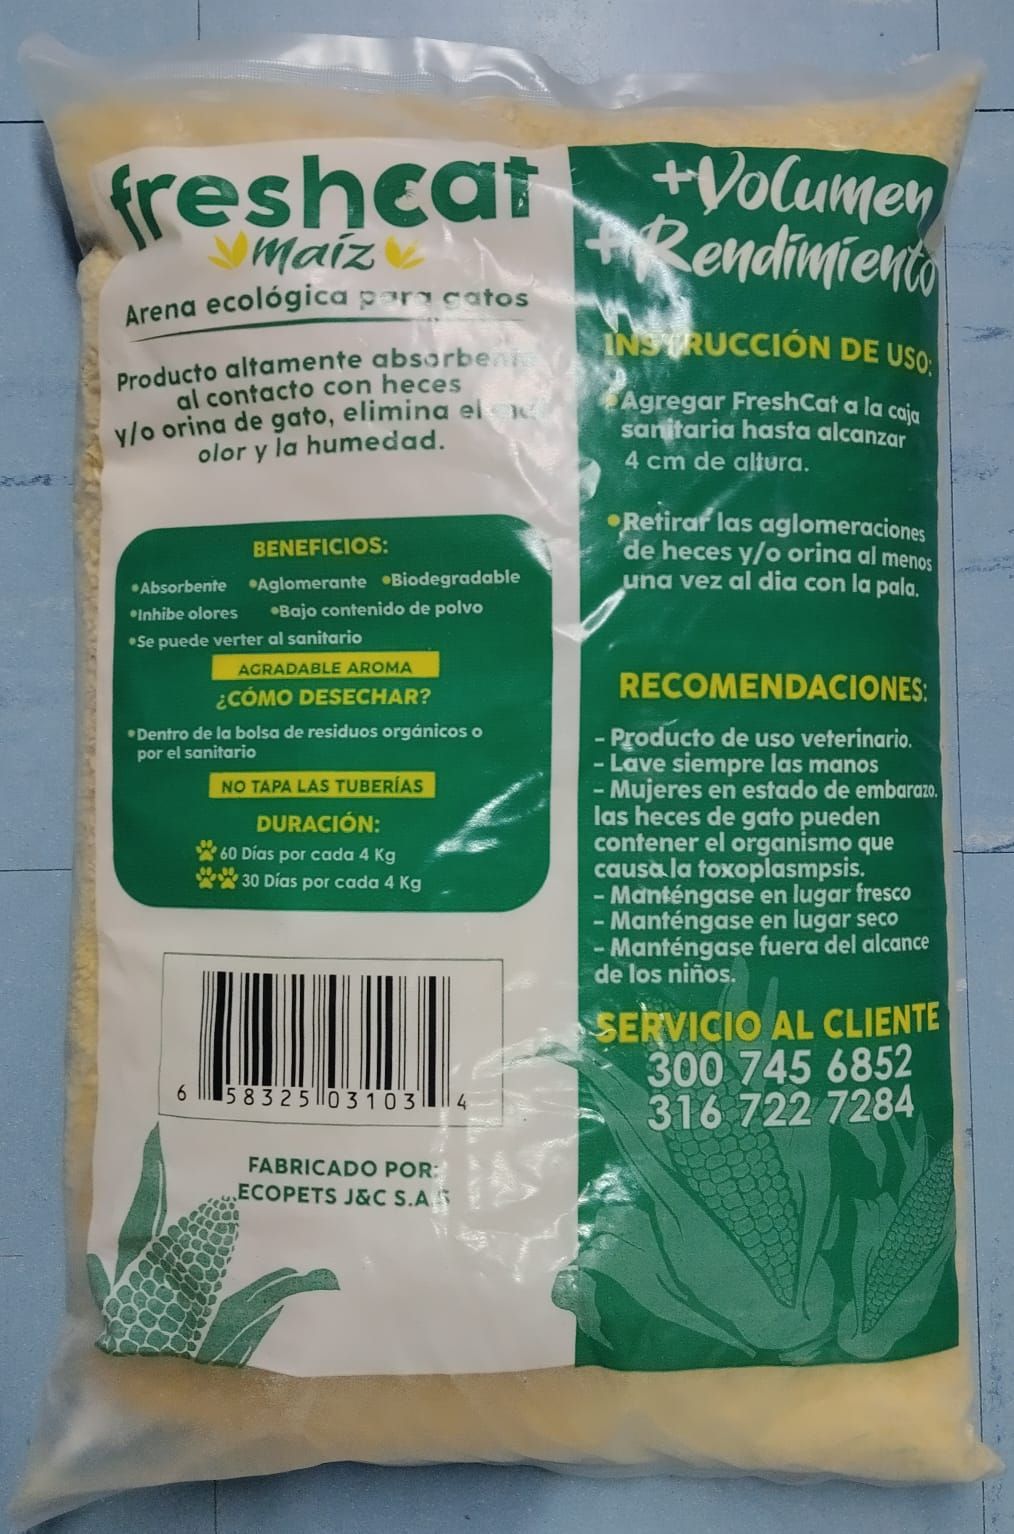 freshcat
maíz
Arena ecológica para gatos
Producto altamente absorbente
al contacto con heces
y/o orina de gato, elimina el mal
olor y la humedad.
BENEFICIOS:
•Absorbente •Aglomerante •Biodegradable
•Inhibe olores •Bajo contenido de polvo
•Se puede verter al sanitario
AGRADABLE AROMA
¿CÓMO DESECHAR?
•Dentro de la bolsa de residuos orgánicos o
por el sanitario
NO TAPA LAS TUBERÍAS
DURACIÓN:
60 Días por cada 4 Kg
30 Días por cada 4 Kg
6 58325 03103 4
FABRICADO POR:
ECOPETS J&C S.A.S
+Volumen
+Rendimiento
INSTRUCCIÓN DE USO:
•Agregar FreshCat a la caja
sanitaria hasta alcanzar
4 cm de altura.
•Retirar las aglomeraciones
de heces y/o orina al menos
una vez al dia con la pala.
RECOMENDACIONES:
- Producto de uso veterinario.
- Lave siempre las manos
- Mujeres en estado de embarazo.
las heces de gato pueden
contener el organismo que
causa la toxoplasmpsis.
- Manténgase en lugar fresco
- Manténgase en lugar seco
- Manténgase fuera del alcance
de los niños.
SERVICIO AL CLIENTE
300 745 6852
316 722 7284